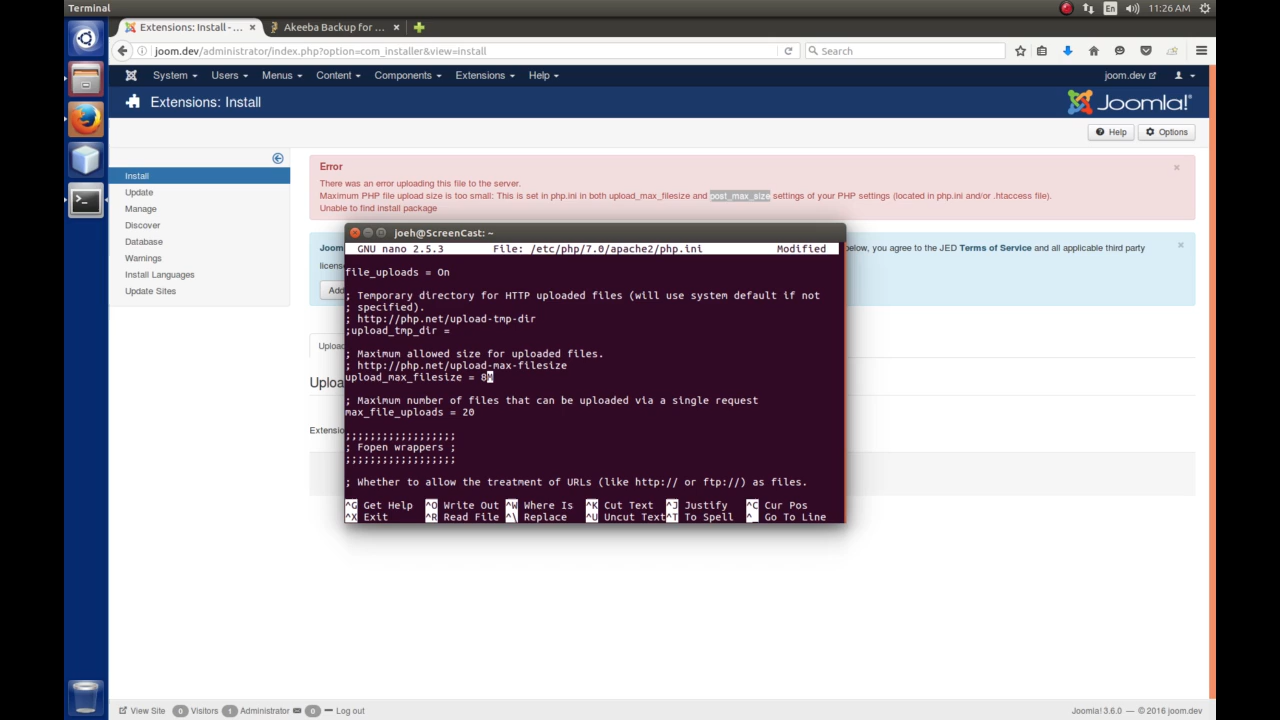 Terminal
En
11:26 AM
Extensions: Install - ...
Akeeba Backup for ...
joom.dev/administrator/index.php?option=com_installer&view=install
Search
System Users Menus Content Components Extensions Help
joom.dev
Extensions: Install
Joomla!
Help
Options
Install
Update
Manage
Discover
Database
Warnings
Install Languages
Update Sites
Error
There was an error uploading this file to the server.
Maximum PHP file upload size is too small: This is set in php.ini in both upload_max_filesize and post_max_size settings of your PHP settings (located in php.ini and/or .htaccess file).
Unable to find install package
Joom
below, you agree to the JED Terms of Service and all applicable third party
licens
Add
Uploa
Uploa
Extensio
joeh@ScreenCast: ~
GNU nano 2.5.3 File: /etc/php/7.0/apache2/php.ini Modified
file_uploads = On
; Temporary directory for HTTP uploaded files (will use system default if not
; specified).
; http://php.net/upload-tmp-dir
;upload_tmp_dir =
; Maximum allowed size for uploaded files.
; http://php.net/upload-max-filesize
upload_max_filesize = 8M
; Maximum number of files that can be uploaded via a single request
max_file_uploads = 20
;;;;;;;;;;;;;;;;;;
; Fopen wrappers ;
;;;;;;;;;;;;;;;;;;
; Whether to allow the treatment of URLs (like http:// or ftp://) as files.
^G Get Help ^O Write Out ^W Where Is ^K Cut Text ^J Justify ^C Cur Pos
^X Exit ^R Read File ^\ Replace ^U Uncut Text ^T To Spell ^_ Go To Line
View Site 0 Visitors 1 Administrator 0 Log out
Joomla! 3.6.0 — © 2016 joom.dev